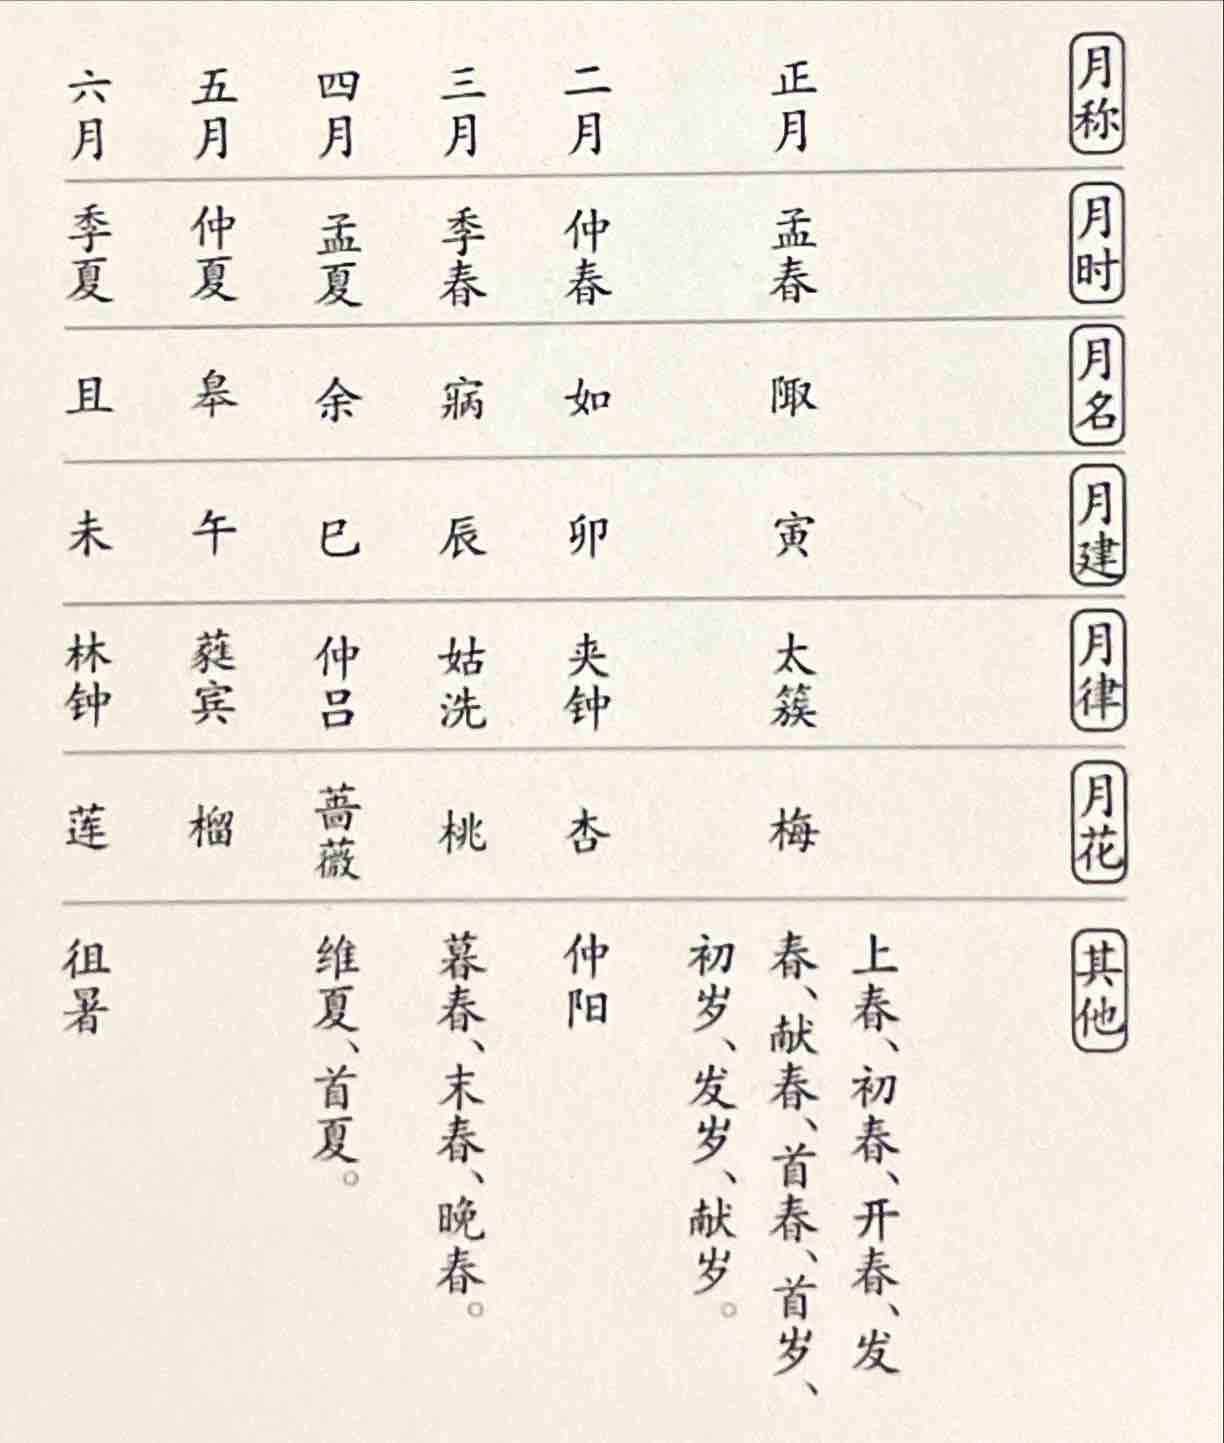 月称
月时
月名
月建
月律
月花
其他
正月
孟春
陬
寅
太簇
梅
上春、初春、开春、发
春、献春、首春、首岁、
初岁、发岁、献岁。
二月
仲春
如
卯
夹钟
杏
仲阳
三月
季春
寎
辰
姑洗
桃
暮春、末春、晚春。
四月
孟夏
余
巳
仲吕
蔷薇
维夏、首夏。
五月
仲夏
皋
午
蕤宾
榴
六月
季夏
且
未
林钟
莲
徂暑